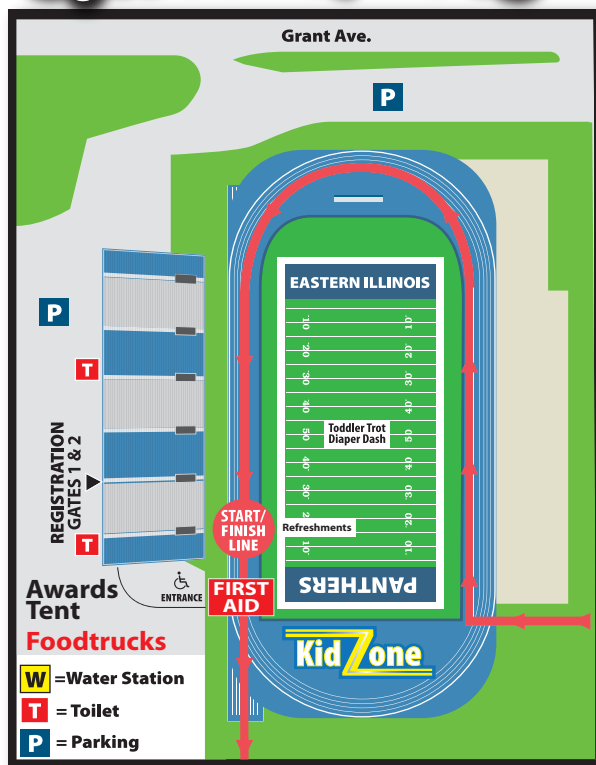 Grant Ave.
P
EASTERN ILLINOIS
10 10
20 20
P
30 30
T
40 40
Toddler Trot
Diaper Dash
50 50
40 40
REGISTRATION
GATES 1 & 2
30 30
START/
FINISH
LINE
Refreshments
2 20
T
10 10
PANTHERS
ENTRANCE
FIRST
AID
Awards
Tent
Foodtrucks
KidZone
W =Water Station
T = Toilet
P = Parking